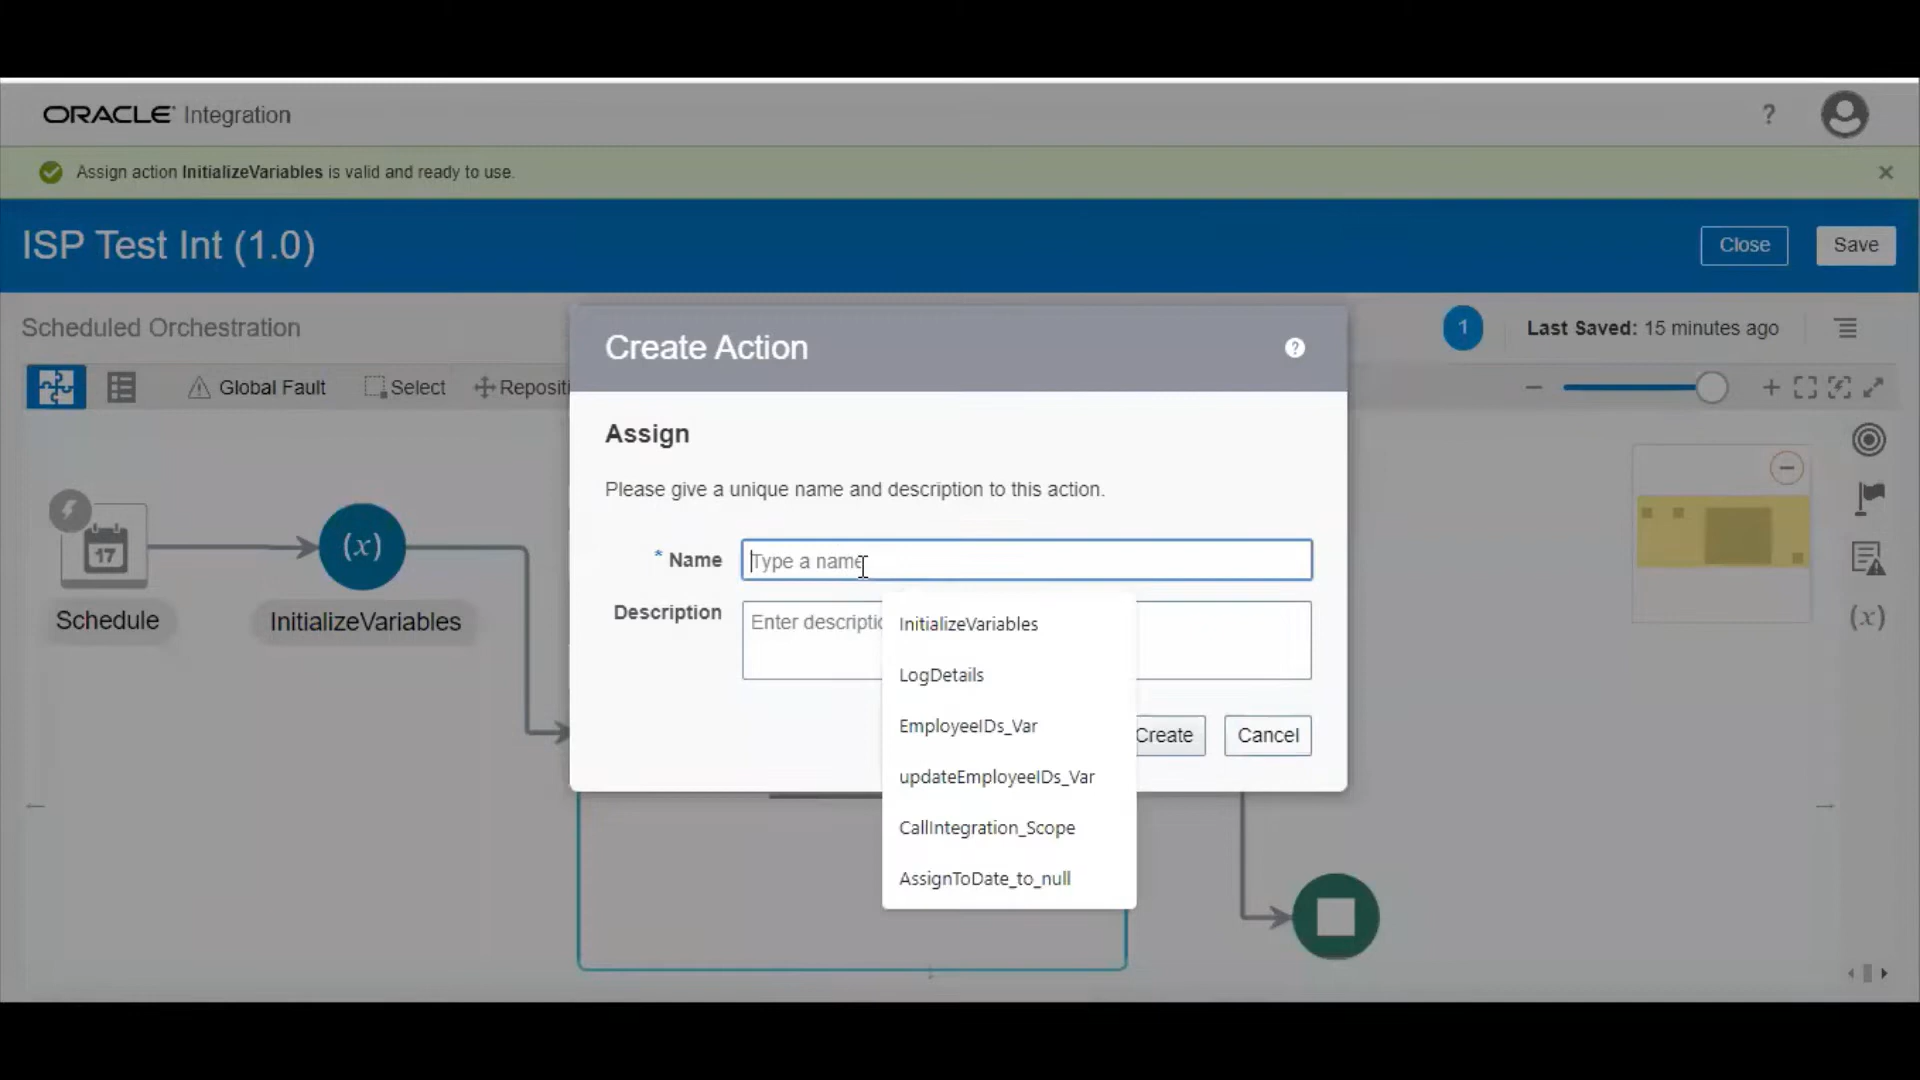 ORACLE Integration
?
Assign action InitializeVariables is valid and ready to use.
ISP Test Int (1.0)
Close
Save
Scheduled Orchestration
1
Last Saved: 15 minutes ago
Global Fault
Select
Repositi
Create Action
?
Assign
Please give a unique name and description to this action.
* Name
Type a name
Description
Enter descriptio
InitializeVariables
LogDetails
EmployeeIDs_Var
updateEmployeeIDs_Var
CallIntegration_Scope
AssignToDate_to_null
Create
Cancel
17
(x)
Schedule
InitializeVariables
(x)